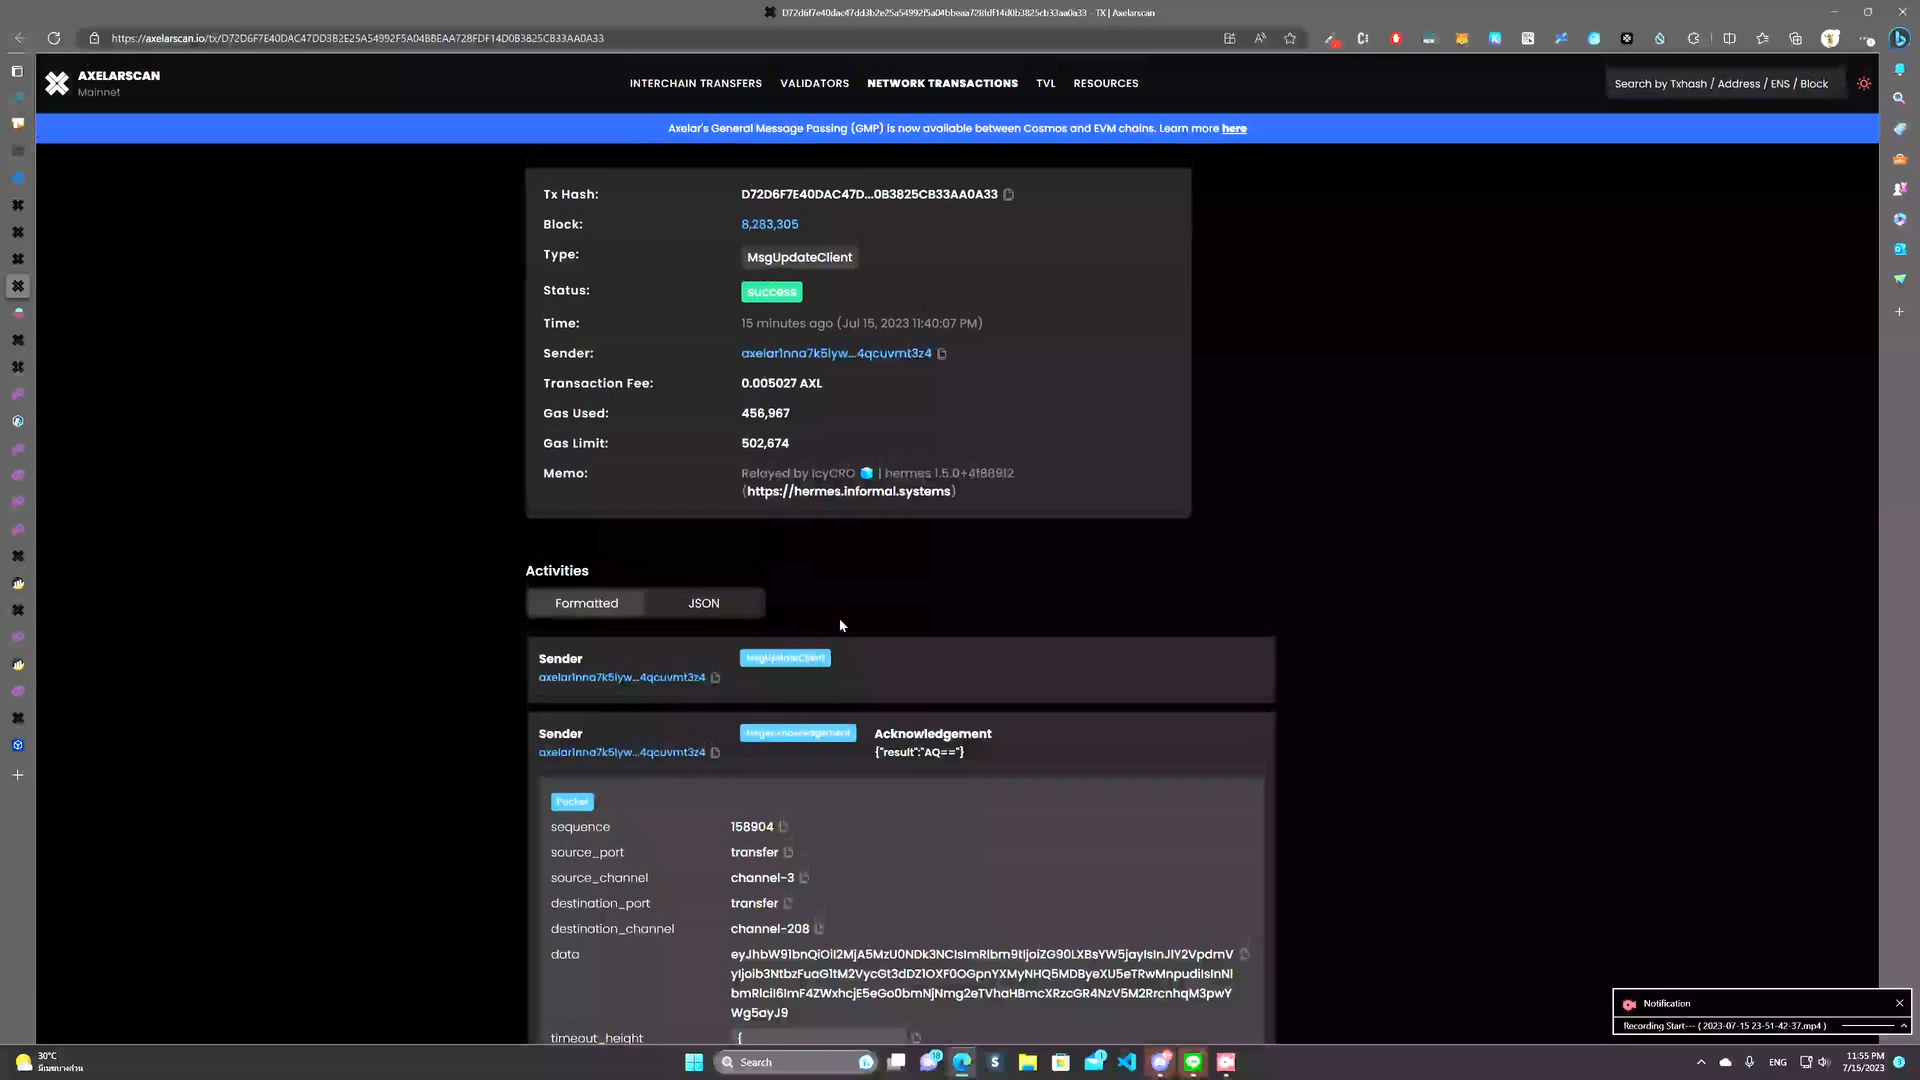 D72d6f7e40dac47dd3b2e25a54992f5a04bbeaa728fdf14d0b3825cb33aa0a33 - TX | Axelarscan
https://axelarscan.io/tx/D72D6F7E40DAC47DD3B2E25A54992F5A04BBEAA728FDF14D0B3825CB33AA0A33
AXELARSCAN
Mainnet
INTERCHAIN TRANSFERS
VALIDATORS
NETWORK TRANSACTIONS
TVL
RESOURCES
Search by Txhash / Address / ENS / Block
Axelar's General Message Passing (GMP) is now available between Cosmos and EVM chains. Learn more here
Tx Hash: D72D6F7E40DAC47D...0B3825CB33AA0A33
Block: 8,283,305
Type: MsgUpdateClient
Status: success
Time: 15 minutes ago (Jul 15, 2023 11:40:07 PM)
Sender: axelar1nna7k5lyw...4qcuvmt3z4
Transaction Fee: 0.005027 AXL
Gas Used: 456,967
Gas Limit: 502,674
Memo: Relayed by IcyCRO 🧊 | hermes 1.5.0+4f88912
(https://hermes.informal.systems)
Activities
Formatted JSON
Sender MsgUpdateClient
axelar1nna7k5lyw...4qcuvmt3z4
Sender MsgAcknowledgement Acknowledgement
axelar1nna7k5lyw...4qcuvmt3z4 {"result":"AQ=="}
Packet
sequence 158904
source_port transfer
source_channel channel-3
destination_port transfer
destination_channel channel-208
data
timeout_height {
Notification
Recording Start--- ( 2023-07-15 23-51-42-37.mp4 )
30°C
Search
ENG
11:55 PM
7/15/2023